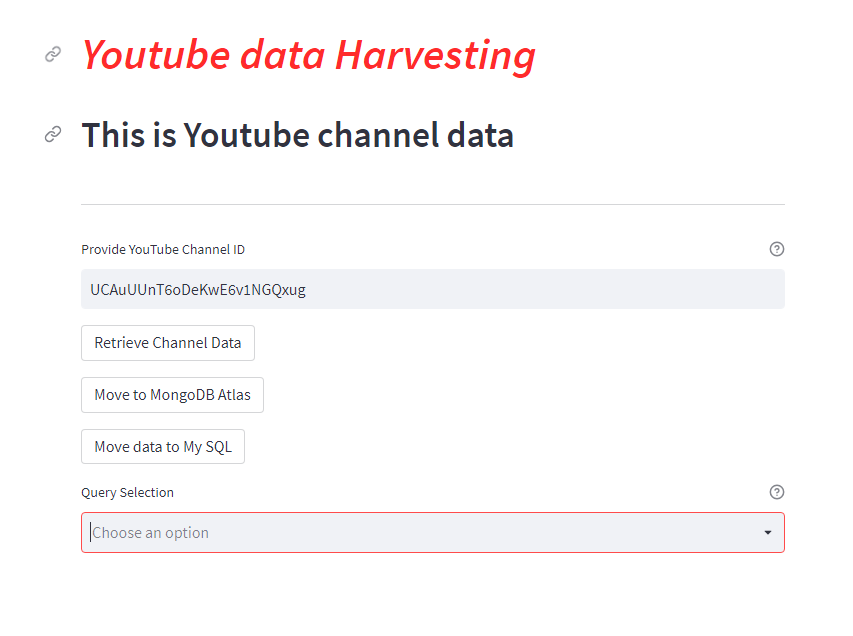 Youtube data Harvesting
This is Youtube channel data
Provide YouTube Channel ID
UCAuUUnT6oDeKwE6v1NGQxug
Retrieve Channel Data
Move to MongoDB Atlas
Move data to My SQL
Query Selection
Choose an option